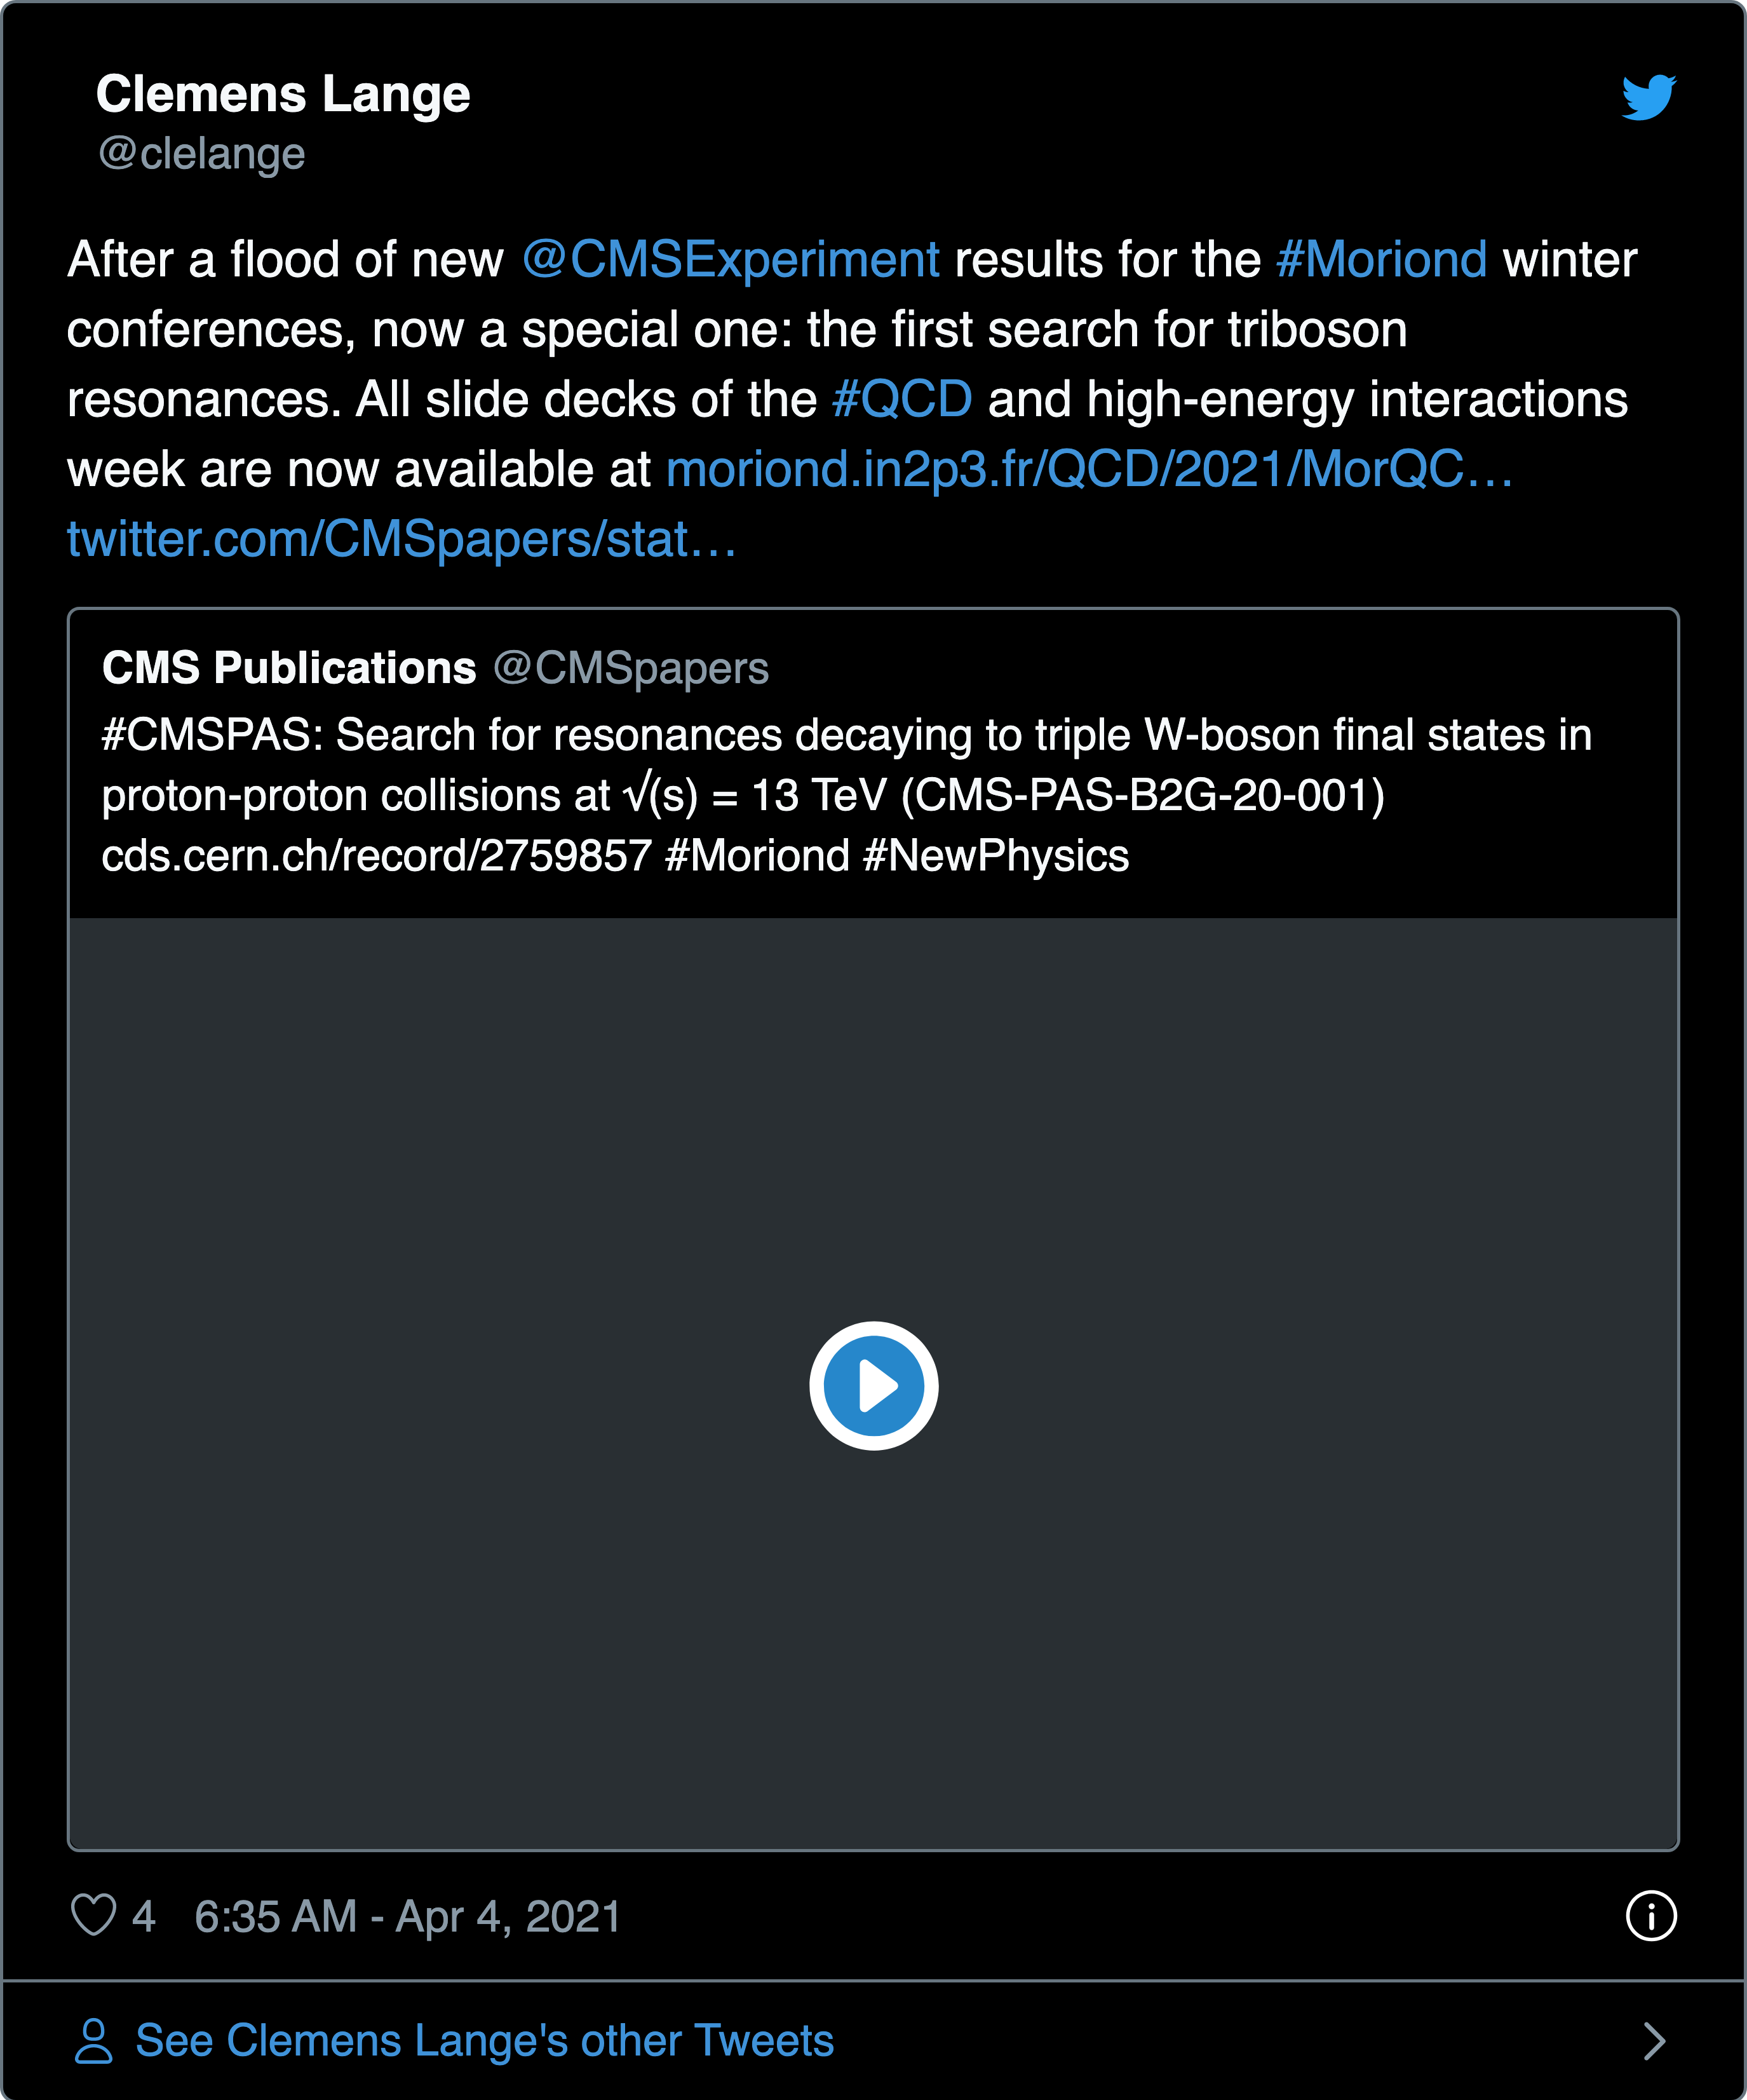 Clemens Lange
@clelange
After a flood of new @CMSExperiment results for the #Moriond winter
conferences, now a special one: the first search for triboson
resonances. All slide decks of the #QCD and high-energy interactions
week are now available at moriond.in2p3.fr/QCD/2021/MorQC…
twitter.com/CMSpapers/stat…
CMS Publications @CMSpapers
#CMSPAS: Search for resonances decaying to triple W-boson final states in
proton-proton collisions at √(s) = 13 TeV (CMS-PAS-B2G-20-001)
cds.cern.ch/record/2759857 #Moriond #NewPhysics
4 6:35 AM - Apr 4, 2021
See Clemens Lange's other Tweets